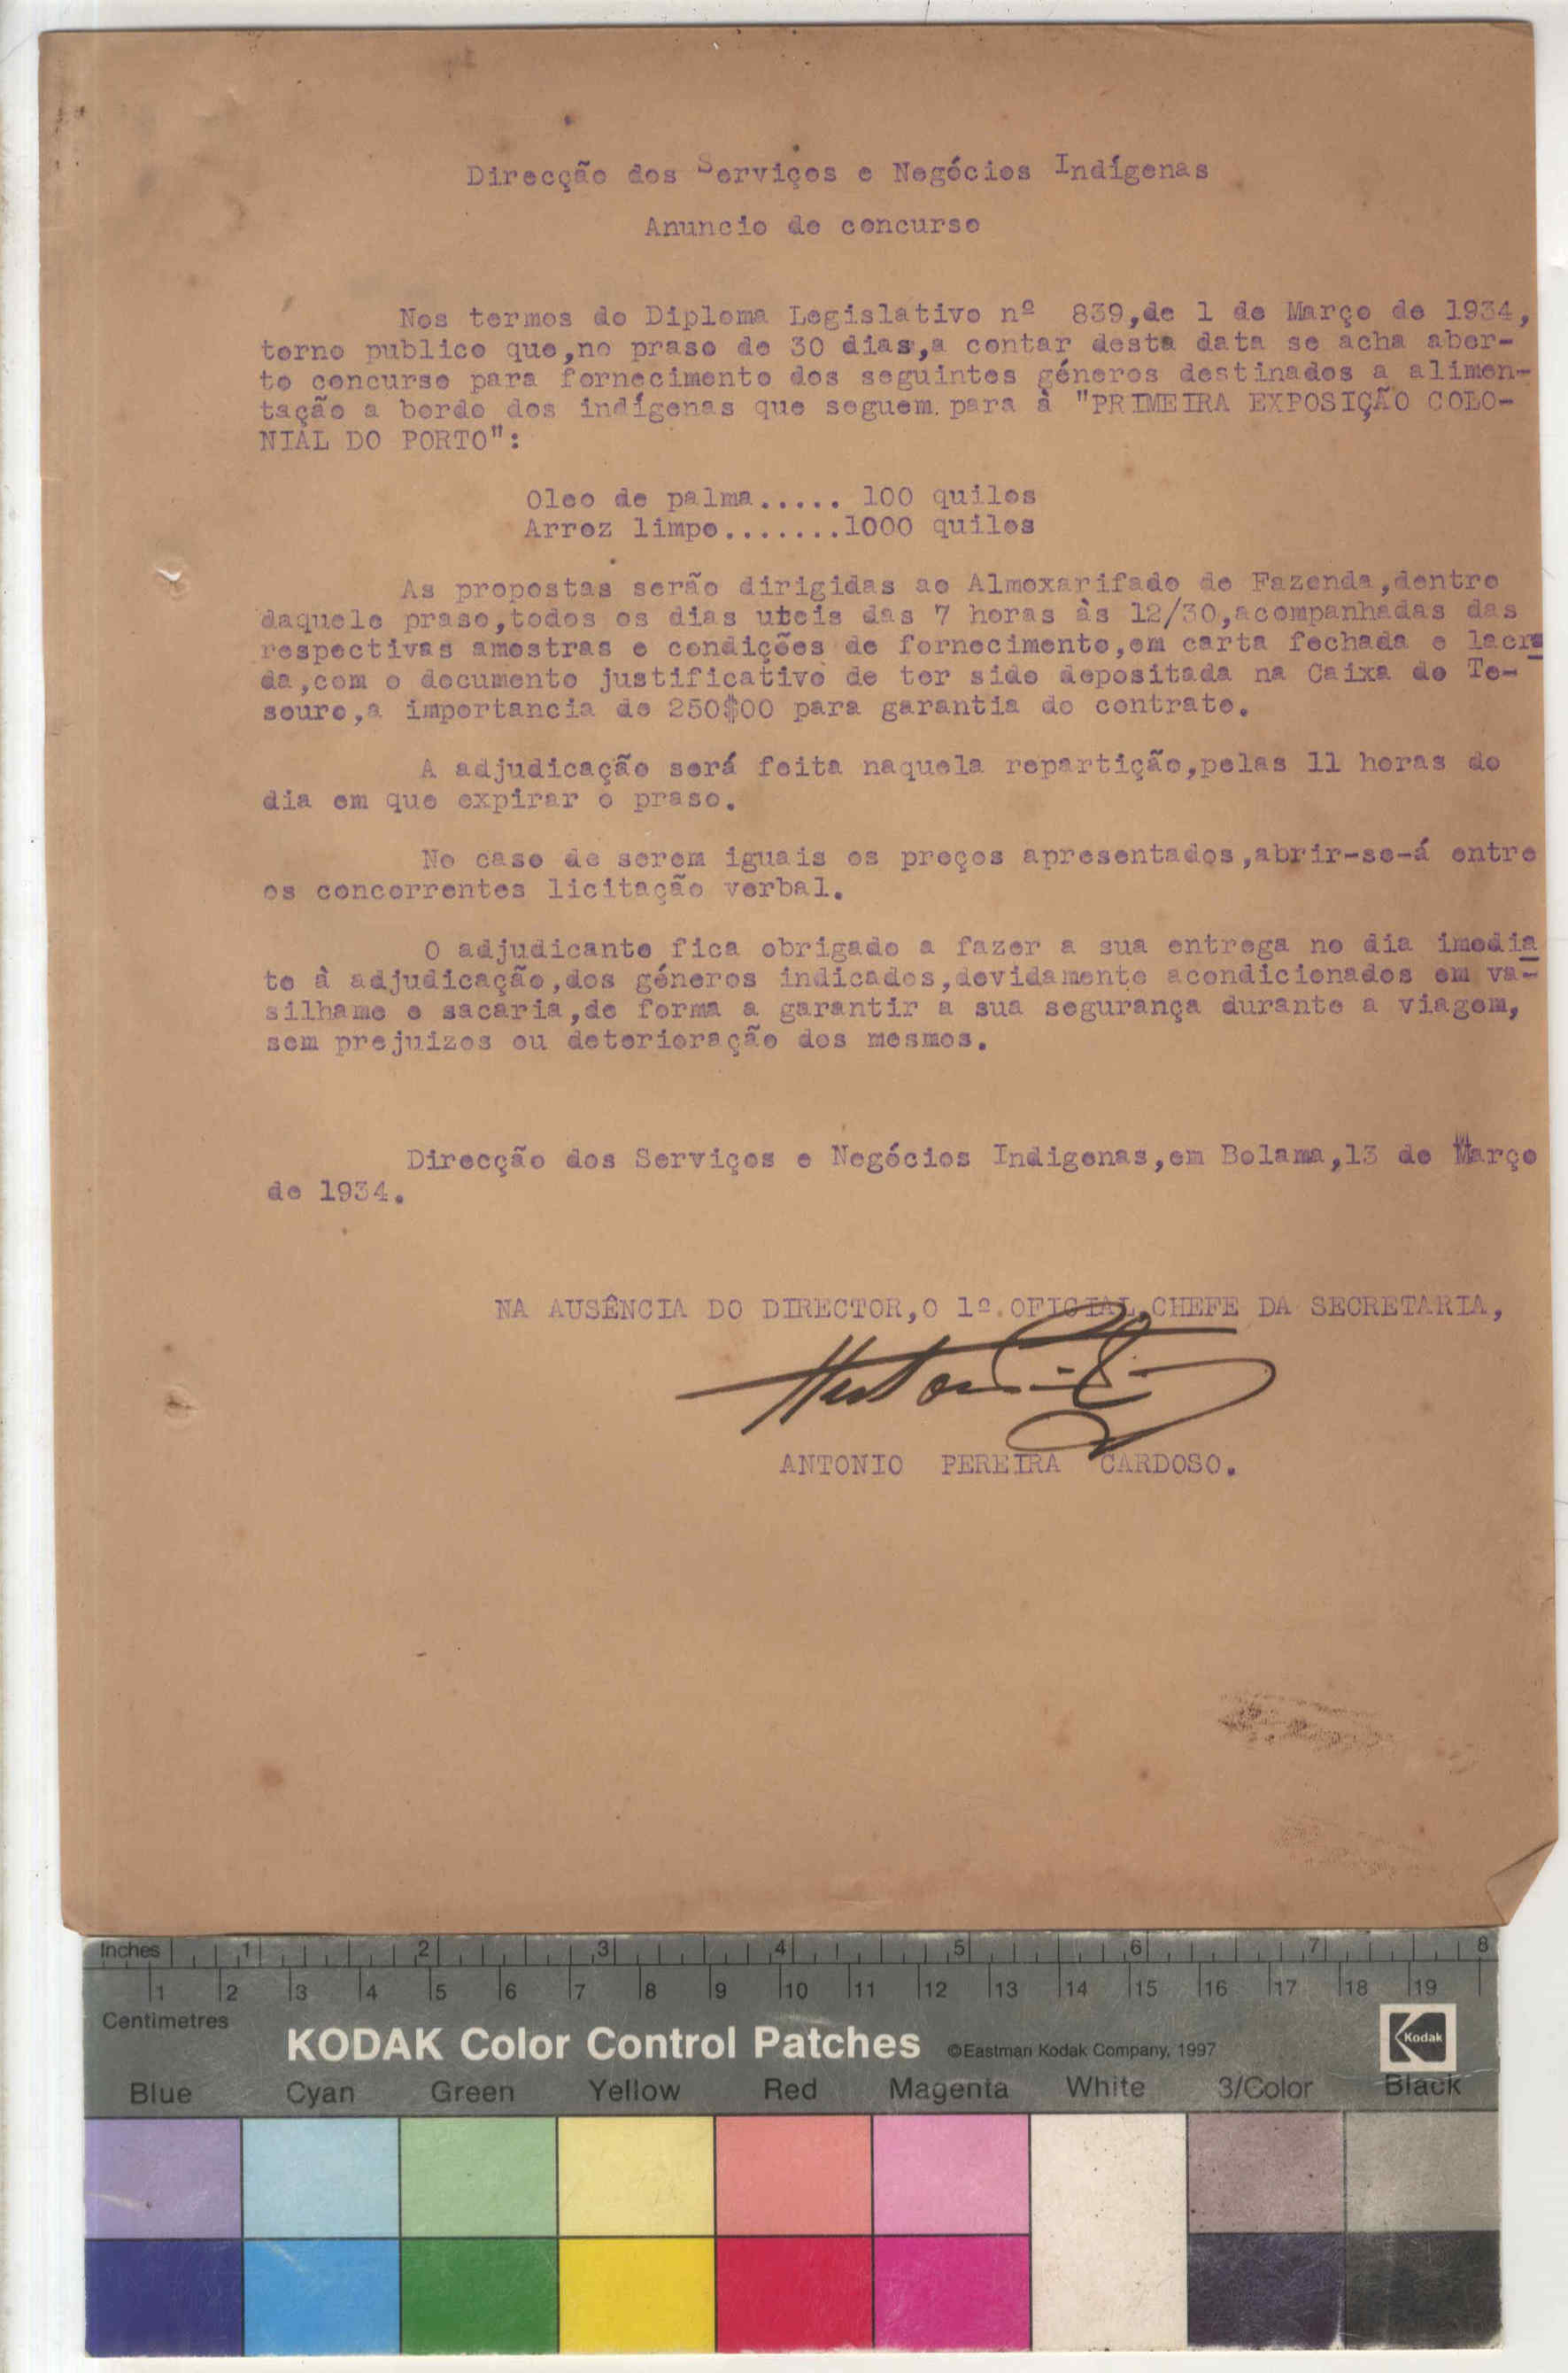 Direcção dos Serviços e Negócios Indígenas
Anuncio de concurso
Nos termos do Diploma Legislativo nº 839,de 1 de Março de 1934,
torno publico que,no praso de 30 dias,a contar desta data se acha aber-
to concurso para fornecimento dos seguintes géneros destinados a alimen-
tação a bordo dos indígenas que seguem para à "PRIMEIRA EXPOSIÇÃO COLO-
NIAL DO PORTO":
Oleo de palma..... 100 quilos
Arroz limpo.......1000 quilos
As propostas serão dirigidas ao Almoxarifado de Fazenda,dentro
daquele praso,todos os dias uteis das 7 horas às 12/30,acompanhadas das
respectivas amostras e condições de fornecimento,em carta fechada e lacra
da,com o documento justificativo de ter sido depositada na Caixa do Te-
souro,a importancia de 250$00 para garantia do contrato.
A adjudicação será feita naquela repartição,pelas 11 horas do
dia em que expirar o praso.
No caso de serem iguais os preços apresentados,abrir-se-á entre
os concorrentes licitação verbal.
O adjudicante fica obrigado a fazer a sua entrega no dia imedia
to à adjudicação,dos géneros indicados,devidamente acondicionados em va-
silhame e sacaria,de forma a garantir a sua segurança durante a viagem,
sem prejuizos ou deterioração dos mesmos.
Direcção dos Serviços e Negócios Indigenas,em Bolama,13 de Março
de 1934.
NA AUSÊNCIA DO DIRECTOR,O 1º.OFICIAL,CHEFE DA SECRETARIA,
ANTONIO PEREIRA CARDOSO.
Inches 1 2 3 4 5 6 7 8
1 2 3 4 5 6 7 8 9 10 11 12 13 14 15 16 17 18 19
Centimetres
KODAK Color Control Patches ©Eastman Kodak Company, 1997 Kodak
Blue Cyan Green Yellow Red Magenta White 3/Color Black